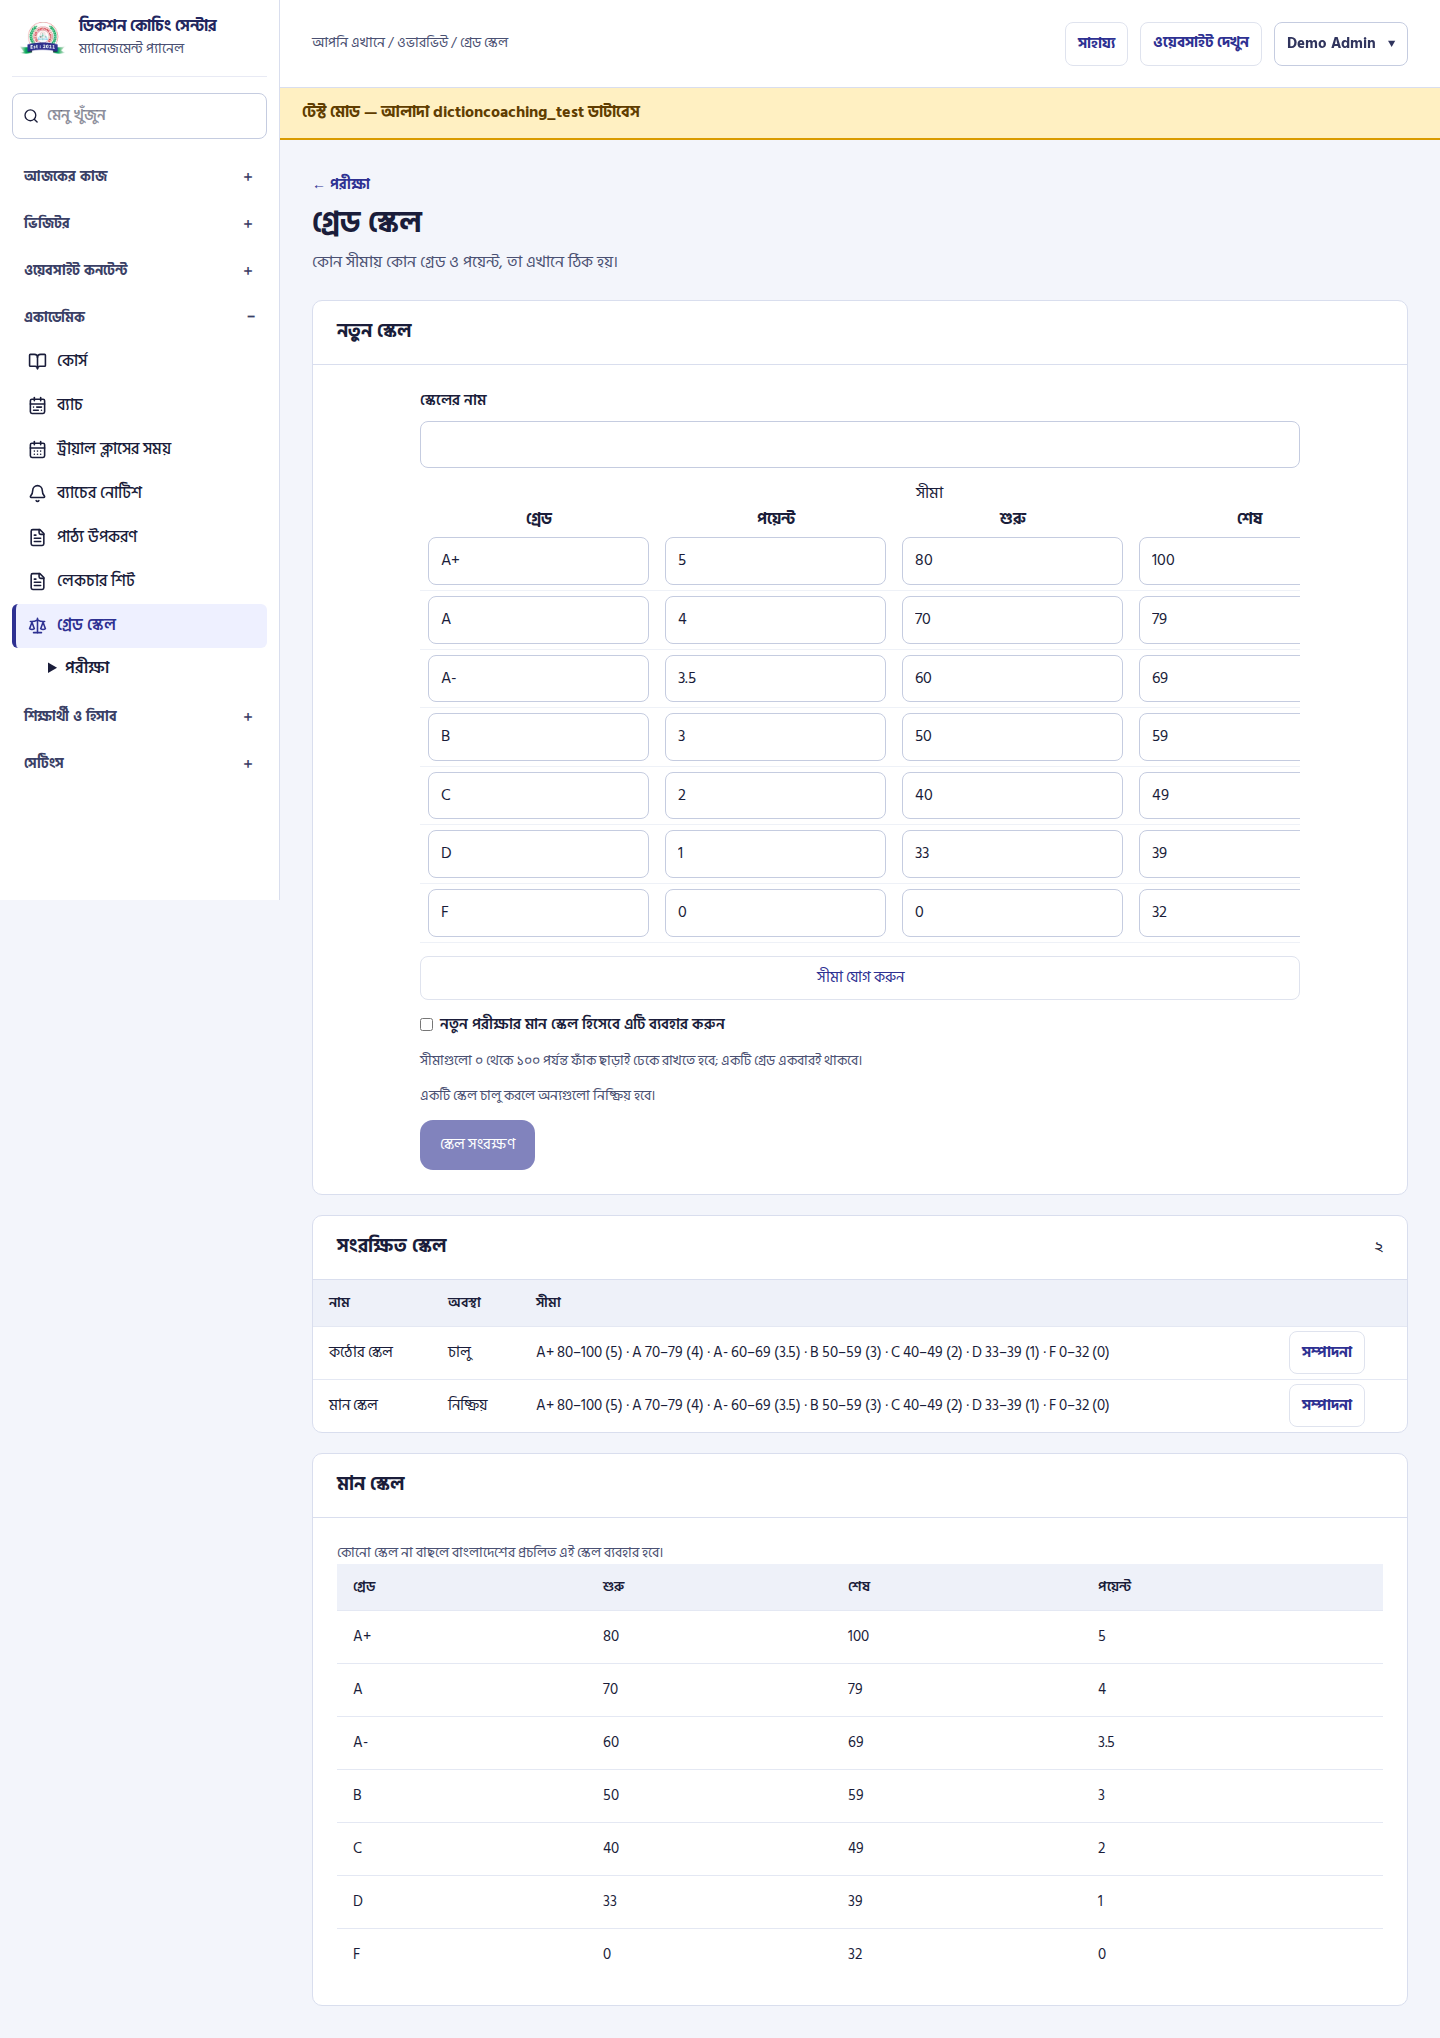 ডিকশন কোচিং সেন্টার
ম্যানেজমেন্ট প্যানেল
Est : 2011
মেনু খুঁজুন
আজকের কাজ +
ভিজিটর +
ওয়েবসাইট কনটেন্ট +
একাডেমিক −
কোর্স
ব্যাচ
ট্রায়াল ক্লাসের সময়
ব্যাচের নোটিশ
পাঠ্য উপকরণ
লেকচার শিট
গ্রেড স্কেল
▶ পরীক্ষা
শিক্ষার্থী ও হিসাব +
সেটিংস +
আপনি এখানে / ওভারভিউ / গ্রেড স্কেল
সাহায্য
ওয়েবসাইট দেখুন
Demo Admin ▾
টেস্ট মোড — আলাদা dictioncoaching_test ডাটাবেস
← পরীক্ষা
গ্রেড স্কেল
কোন সীমায় কোন গ্রেড ও পয়েন্ট, তা এখানে ঠিক হয়।
নতুন স্কেল
স্কেলের নাম
সীমা
গ্রেড পয়েন্ট শুরু শেষ
A+ 5 80 100
A 4 70 79
A- 3.5 60 69
B 3 50 59
C 2 40 49
D 1 33 39
F 0 0 32
সীমা যোগ করুন
নতুন পরীক্ষার মান স্কেল হিসেবে এটি ব্যবহার করুন
সীমাগুলো ০ থেকে ১০০ পর্যন্ত ফাঁক ছাড়াই ঢেকে রাখতে হবে; একটি গ্রেড একবারই থাকবে।
একটি স্কেল চালু করলে অন্যগুলো নিষ্ক্রিয় হবে।
স্কেল সংরক্ষণ
সংরক্ষিত স্কেল ২
নাম অবস্থা সীমা
কঠোর স্কেল চালু A+ 80–100 (5) · A 70–79 (4) · A- 60–69 (3.5) · B 50–59 (3) · C 40–49 (2) · D 33–39 (1) · F 0–32 (0) সম্পাদনা
মান স্কেল নিষ্ক্রিয় A+ 80–100 (5) · A 70–79 (4) · A- 60–69 (3.5) · B 50–59 (3) · C 40–49 (2) · D 33–39 (1) · F 0–32 (0) সম্পাদনা
মান স্কেল
কোনো স্কেল না বাছলে বাংলাদেশের প্রচলিত এই স্কেল ব্যবহার হবে।
গ্রেড শুরু শেষ পয়েন্ট
A+ 80 100 5
A 70 79 4
A- 60 69 3.5
B 50 59 3
C 40 49 2
D 33 39 1
F 0 32 0